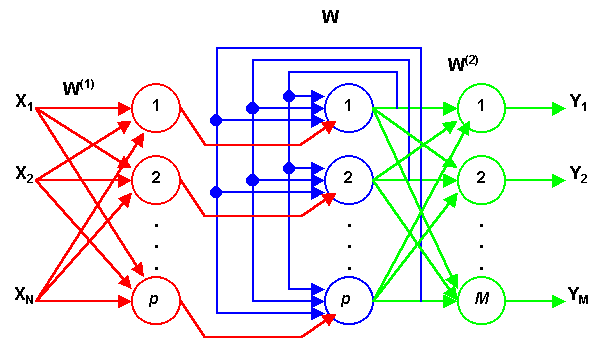 W
W(1) W(2)
X1 1 1 1 Y1
X2 2 2 2 Y2
XN p p M YM